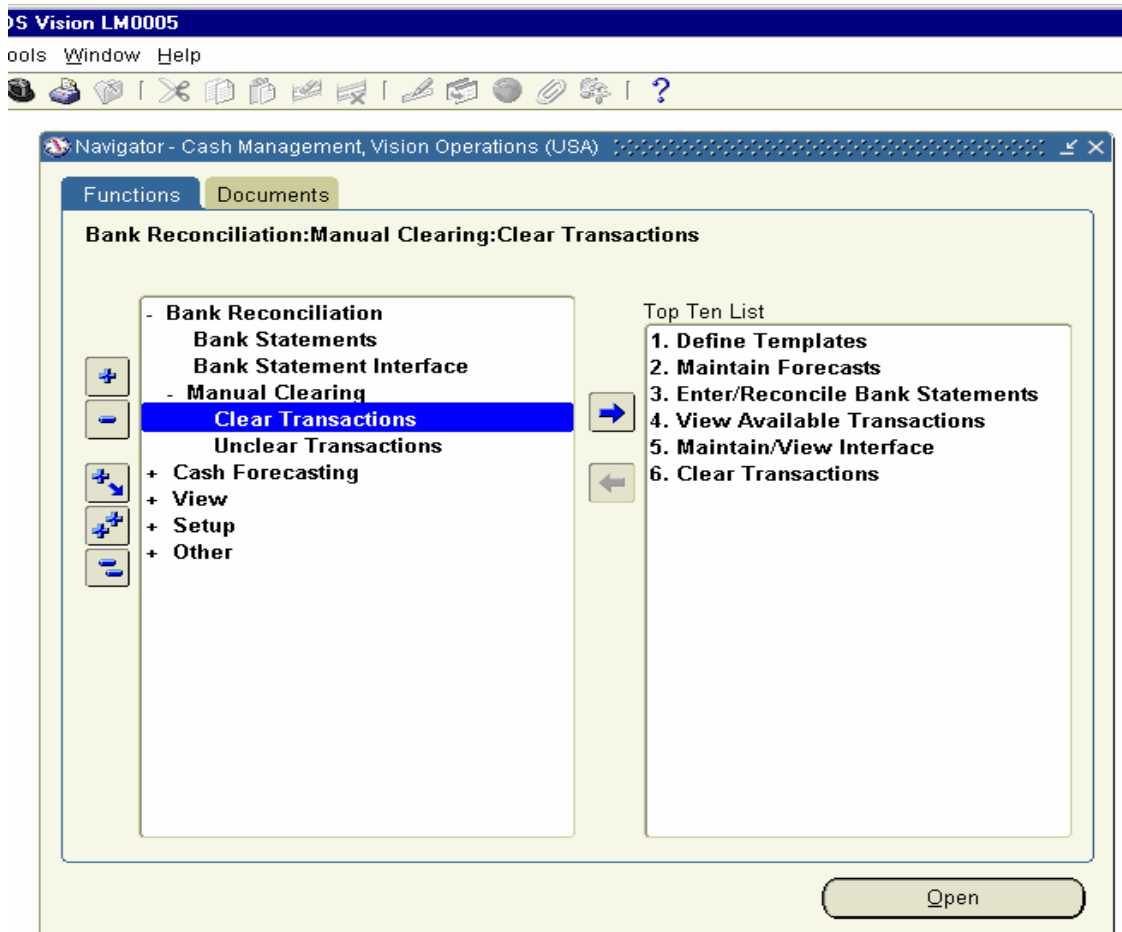 OS Vision LM0005
ools Window Help
?
Navigator - Cash Management, Vision Operations (USA)
Functions Documents
Bank Reconciliation:Manual Clearing:Clear Transactions
- Bank Reconciliation
Bank Statements
Bank Statement Interface
- Manual Clearing
Clear Transactions
Unclear Transactions
+ Cash Forecasting
+ View
+ Setup
+ Other
Top Ten List
1. Define Templates
2. Maintain Forecasts
3. Enter/Reconcile Bank Statements
4. View Available Transactions
5. Maintain/View Interface
6. Clear Transactions
Open